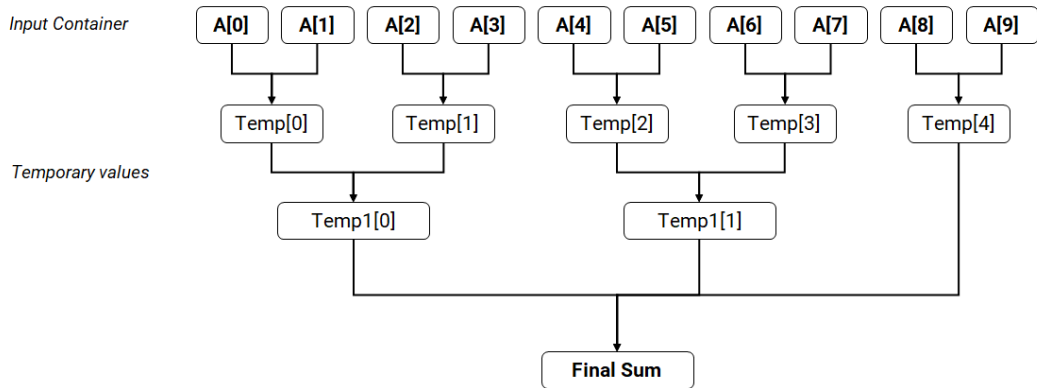 Input Container
A[0] A[1] A[2] A[3] A[4] A[5] A[6] A[7] A[8] A[9]
Temp[0] Temp[1] Temp[2] Temp[3] Temp[4]
Temporary values
Temp1[0] Temp1[1]
Final Sum